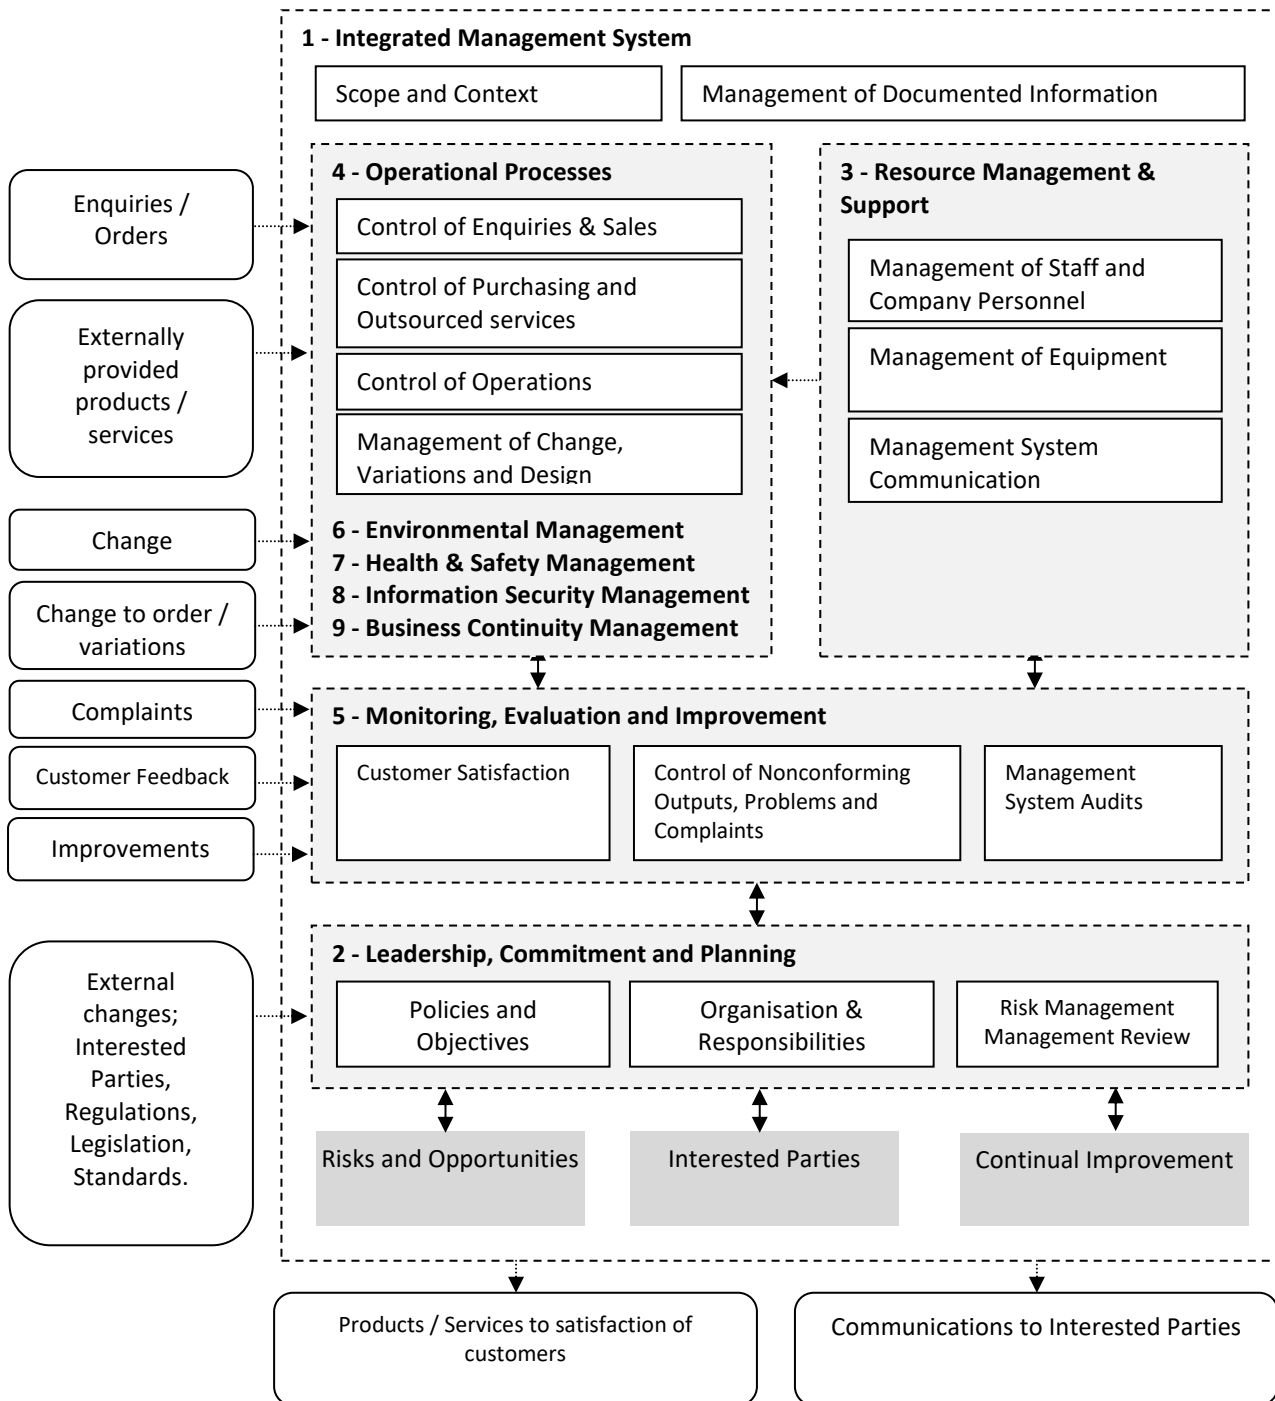 1 - Integrated Management System
Scope and Context
Management of Documented Information
4 - Operational Processes
Control of Enquiries & Sales
Control of Purchasing and
Outsourced services
Control of Operations
Management of Change,
Variations and Design
6 - Environmental Management
7 - Health & Safety Management
8 - Information Security Management
9 - Business Continuity Management
3 - Resource Management &
Support
Management of Staff and
Company Personnel
Management of Equipment
Management System
Communication
Enquiries /
Orders
Externally
provided
products /
services
Change
Change to order /
variations
Complaints
Customer Feedback
Improvements
5 - Monitoring, Evaluation and Improvement
Customer Satisfaction
Control of Nonconforming
Outputs, Problems and
Complaints
Management
System Audits
External
changes;
Interested
Parties,
Regulations,
Legislation,
Standards.
2 - Leadership, Commitment and Planning
Policies and
Objectives
Organisation &
Responsibilities
Risk Management
Management Review
Risks and Opportunities
Interested Parties
Continual Improvement
Products / Services to satisfaction of
customers
Communications to Interested Parties